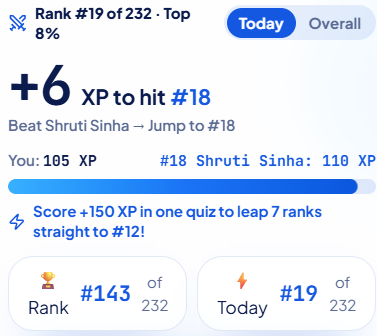 Rank #19 of 232 · Top
8%
Today Overall
+6 XP to hit #18
Beat Shruti Sinha → Jump to #18
You: 105 XP #18 Shruti Sinha: 110 XP
Score +150 XP in one quiz to leap 7 ranks
straight to #12!
Rank #143 of 232
Today #19 of 232